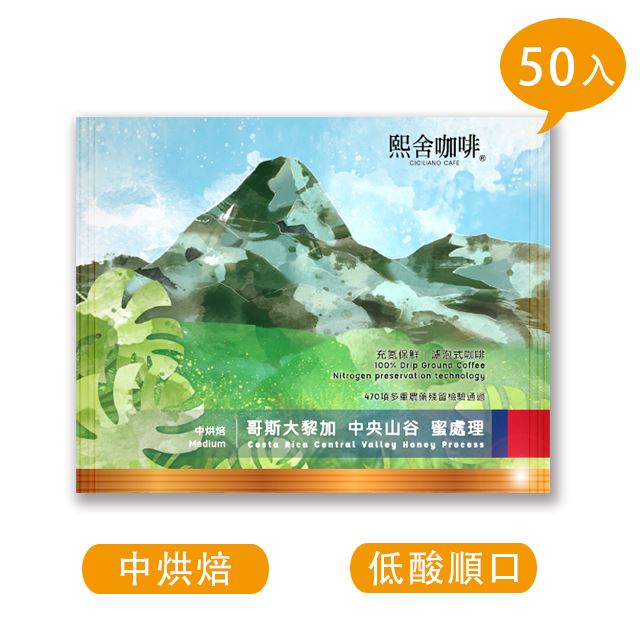 50入
熙舍咖啡®
CICILIANO CAFE
充氮保鮮｜濾泡式咖啡
100% Drip Ground Coffee
Nitrogen preservation technology
470項多重農藥殘留檢驗通過
中烘焙 哥斯大黎加 中央山谷 蜜處理
Medium Costa Rica Central Valley Honey Process
中烘焙
低酸順口